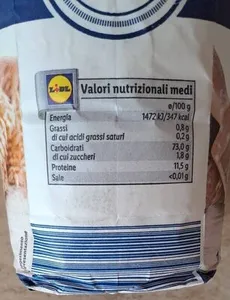 LIDL
Valori nutrizionali medi
ø/100 g
Energia 1472 kJ/347 kcal
Grassi 0,8 g
di cui acidi grassi saturi 0,2 g
Carboidrati 73,0 g
di cui zuccheri 1,8 g
Proteine 11,5 g
Sale <0,01 g